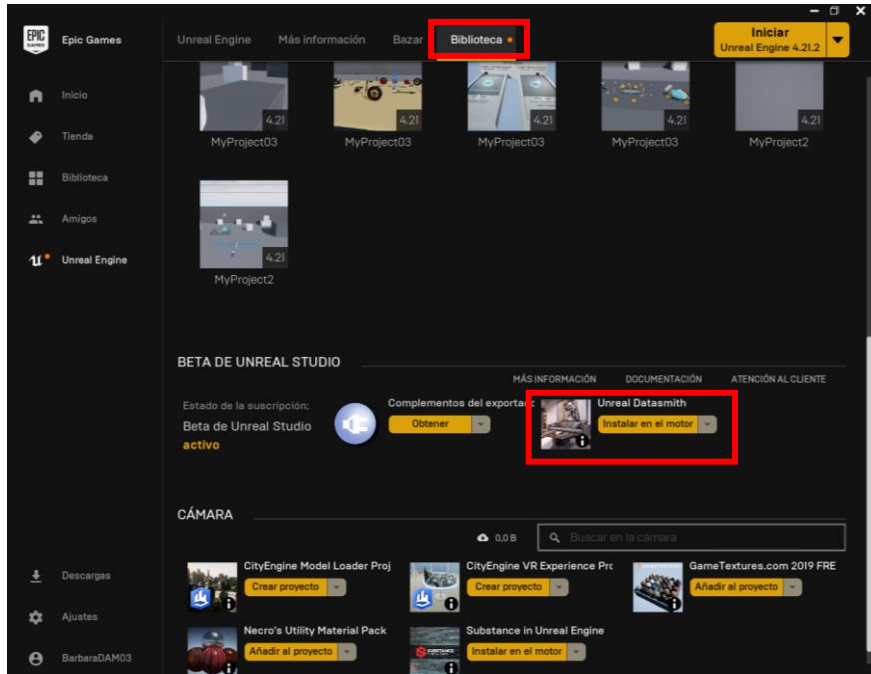 EPIC
GAMES
Epic Games
Unreal Engine
Más información
Bazar
Biblioteca
Iniciar
Unreal Engine 4.21.2
Inicio
Tienda
Biblioteca
Amigos
Unreal Engine
4.21
4.21
4.21
4.21
4.21
MyProject03
MyProject03
MyProject03
MyProject03
MyProject2
4.21
MyProject2
BETA DE UNREAL STUDIO
MÁS INFORMACIÓN
DOCUMENTACIÓN
ATENCIÓN AL CLIENTE
Estado de la suscripción:
Beta de Unreal Studio
activo
Complementos del exportad
Obtener
Unreal Datasmith
Instalar en el motor
CÁMARA
0,0 B
Buscar en la cámara
CityEngine Model Loader Proj
Crear proyecto
CityEngine VR Experience Prc
Crear proyecto
GameTextures.com 2019 FRE
Añadir al proyecto
Necro's Utility Material Pack
Añadir al proyecto
Substance in Unreal Engine
Instalar en el motor
Descargas
Ajustes
BarbaraDAM03